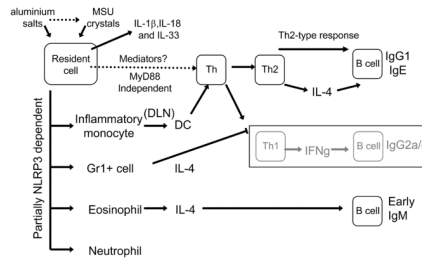 aluminium
salts
MSU
crystals
IL-1β,IL-18
and IL-33
Resident
cell
Mediators?
MyD88
Independent
Th
Th2
Th2-type response
IL-4
B cell
IgG1
IgE
Partially NLRP3 dependent
Inflammatory
monocyte
(DLN)
DC
Th1
IFNg
B cell
IgG2a/
Gr1+ cell
IL-4
Eosinophil
IL-4
B cell
Early
IgM
Neutrophil